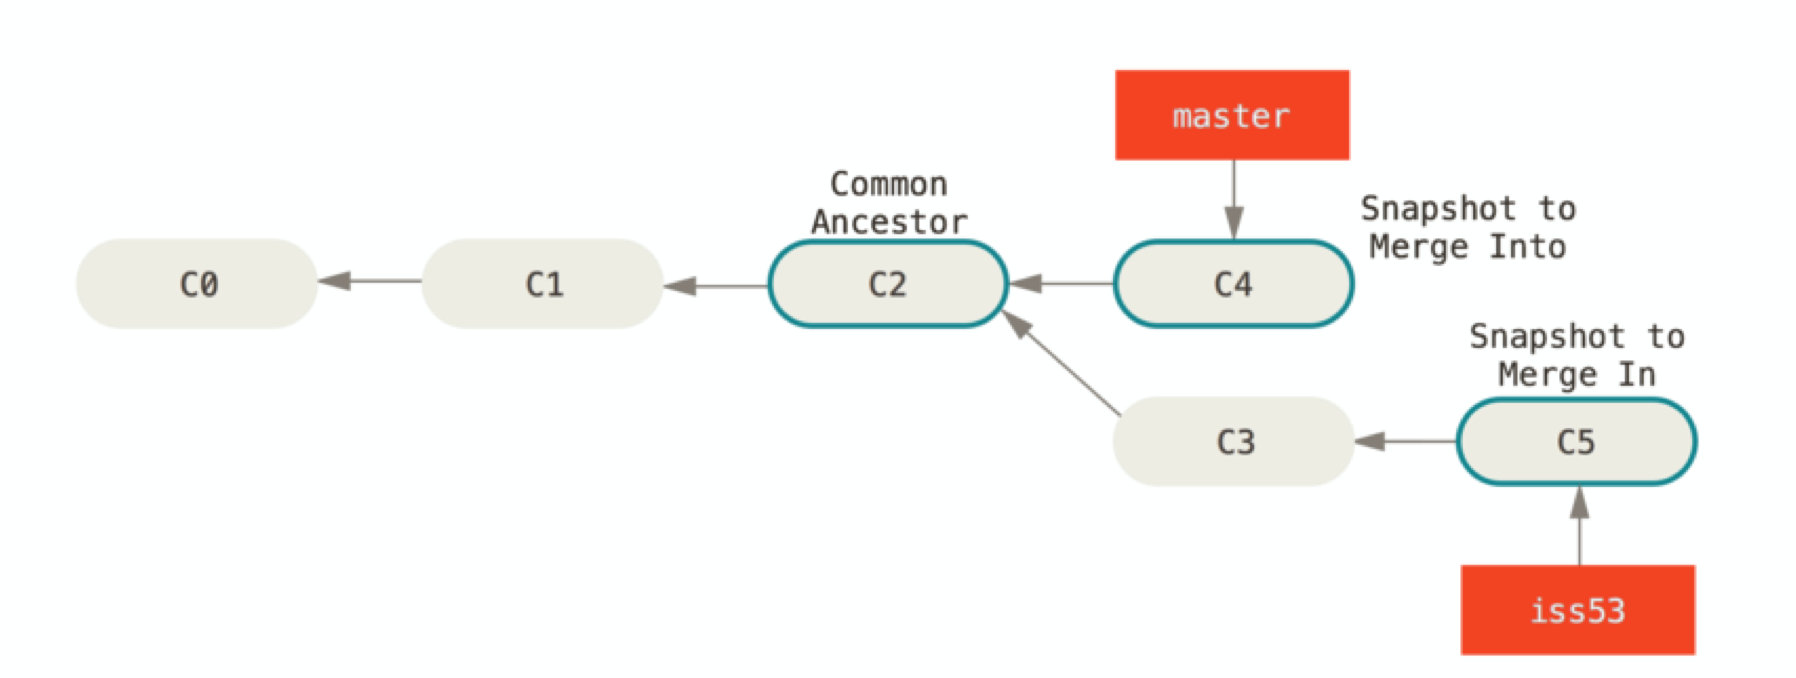 master
Common
Ancestor
Snapshot to
Merge Into
C0
C1
C2
C4
Snapshot to
Merge In
C3
C5
iss53